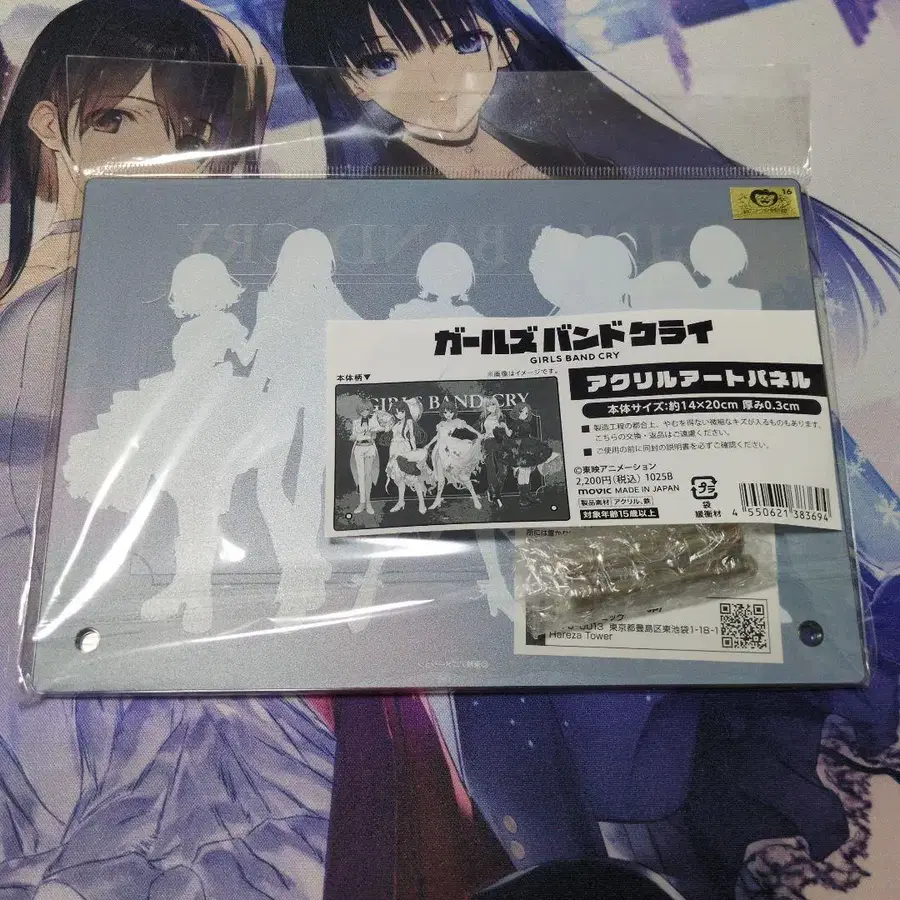 GIRLS BAND CRY
16
ガールズバンドクライ
GIRLS BAND CRY
本体柄▼
※画像はイメージです。
GIRLS BAND CRY
アクリルアートパネル
本体サイズ:約14×20cm 厚み0.3cm
■ 製造工程の都合上、やむを得ない微細なキズが入るものもあります。
こちらの交換・返品はご遠慮ください。
■ ご使用の前に同封の説明書を必ずご確認ください。
©東映アニメーション
2,200円(税込) 1025B
movic MADE IN JAPAN
製品素材 アクリル、鉄
対象年齢15歳以上
プラ
袋
緩衝材
4 550621 383694
東京都豊島区東池袋1-18-1
Hareza Tower